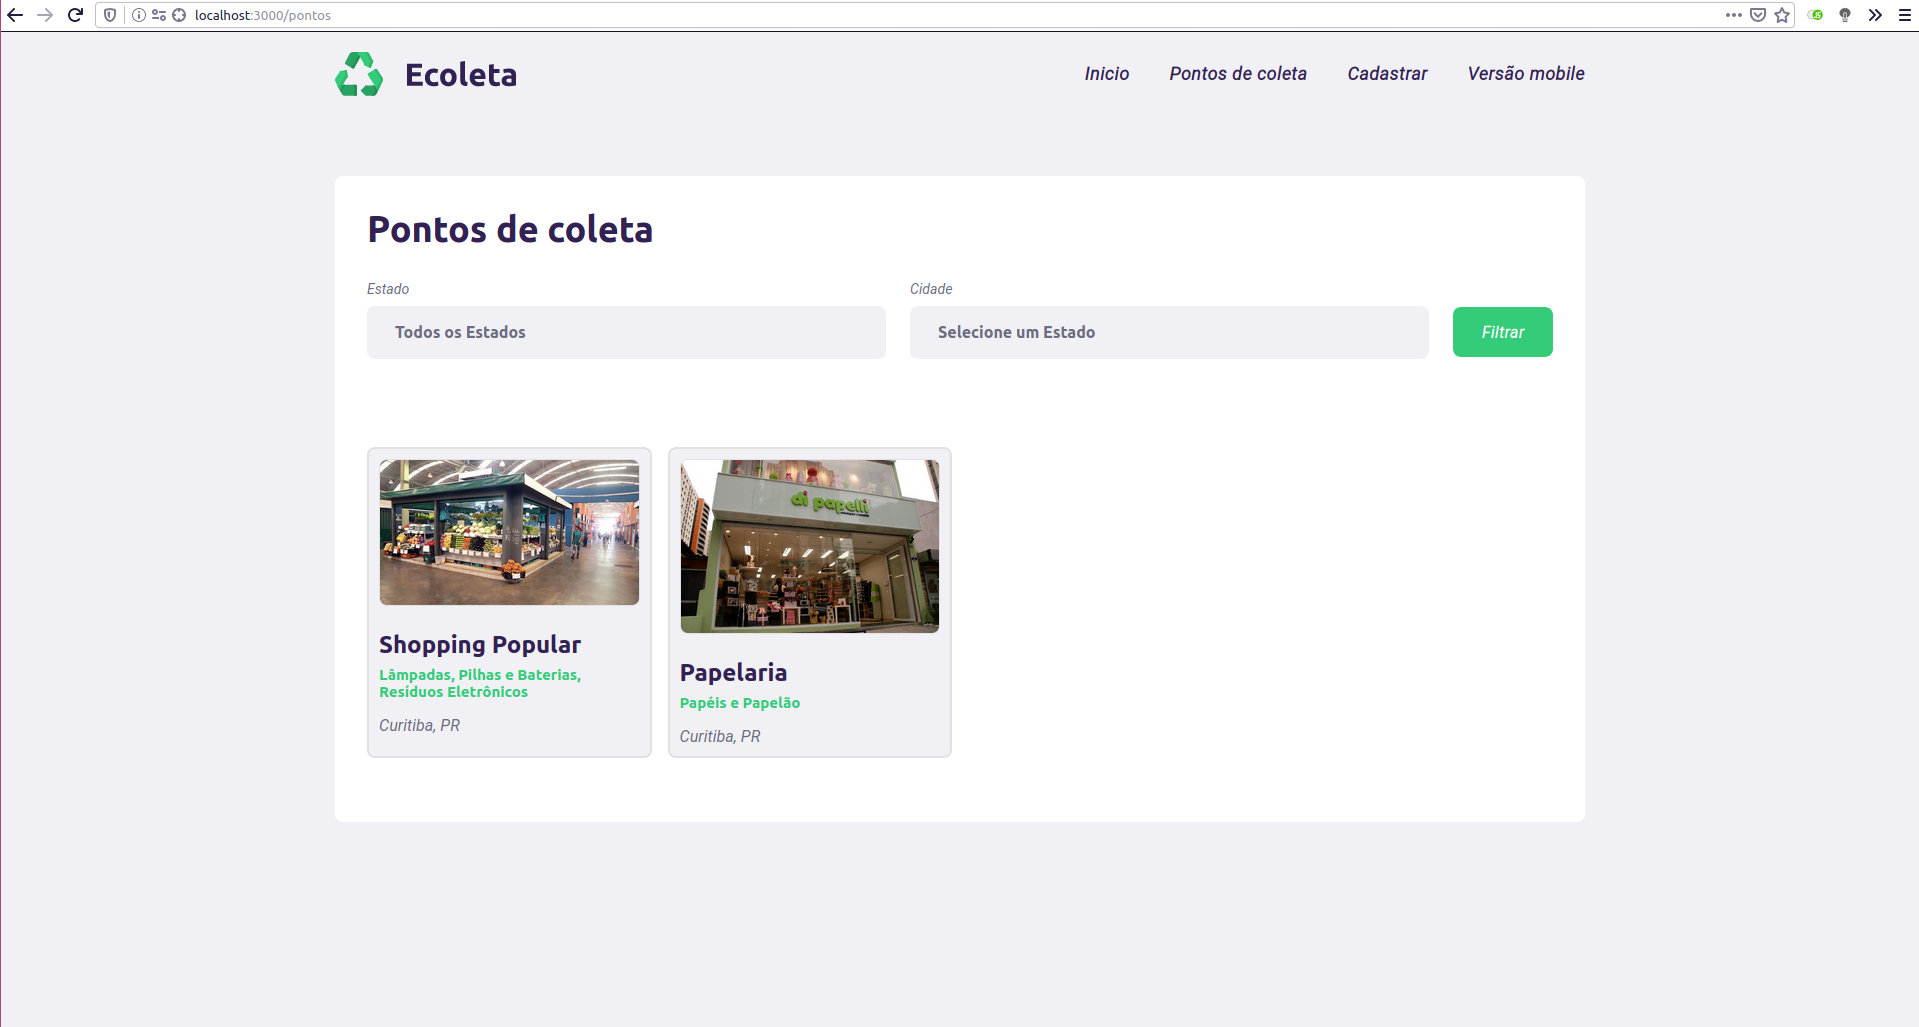 localhost:3000/pontos
Ecoleta
Inicio Pontos de coleta Cadastrar Versão mobile
Pontos de coleta
Estado Cidade
Todos os Estados Selecione um Estado Filtrar
di papelli
Shopping Popular
Lâmpadas, Pilhas e Baterias,
Resíduos Eletrônicos
Curitiba, PR
Papelaria
Papéis e Papelão
Curitiba, PR